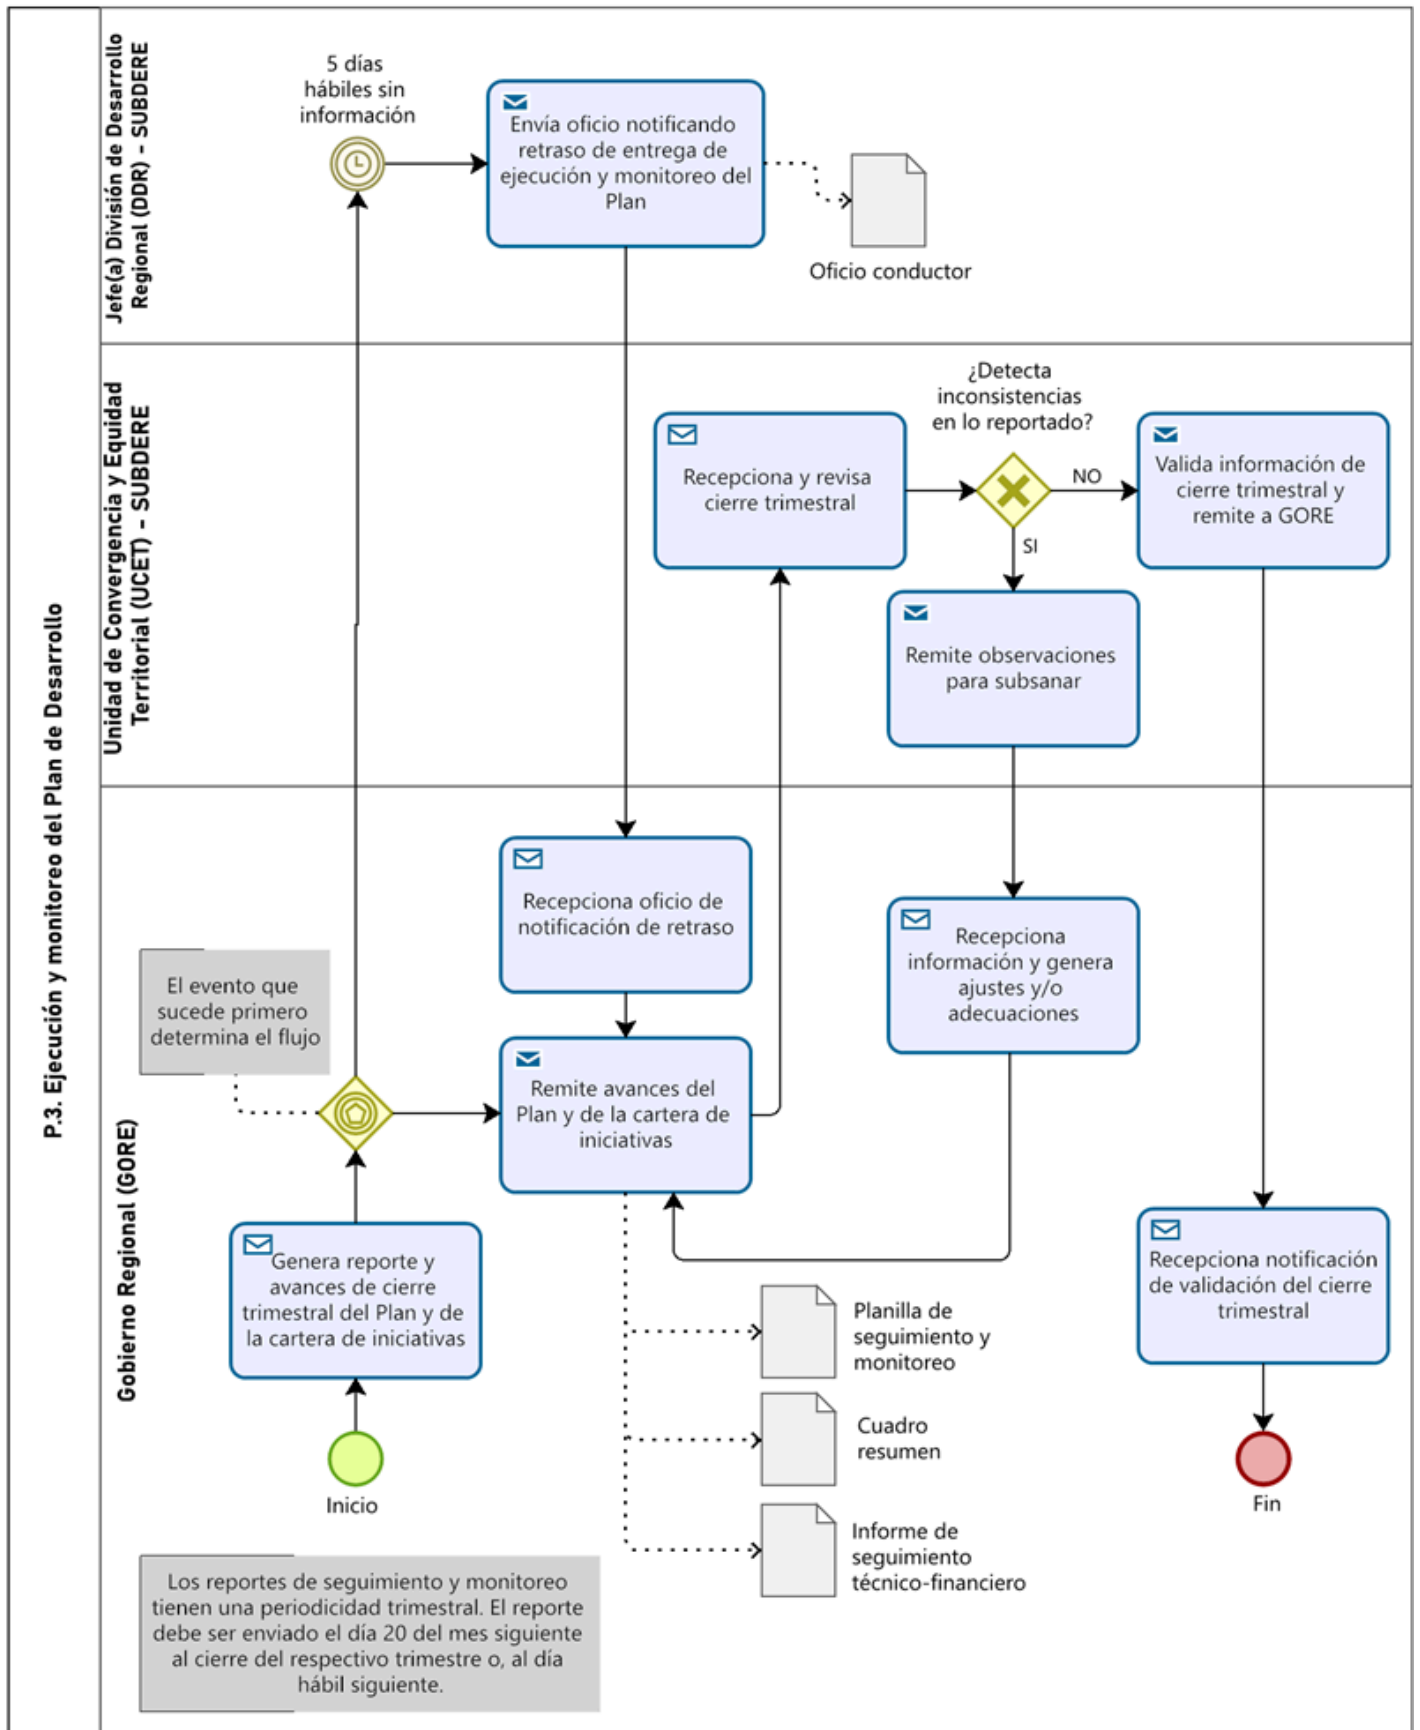 P.3. Ejecución y monitoreo del Plan de Desarrollo
Jefe(a) División de Desarrollo
Regional (DDR) - SUBDERE
5 días
hábiles sin
información
Envía oficio notificando
retraso de entrega de
ejecución y monitoreo del
Plan
Oficio conductor
Unidad de Convergencia y Equidad
Territorial (UCET) - SUBDERE
Recepciona y revisa
cierre trimestral
¿Detecta
inconsistencias
en lo reportado?
NO
SI
Valida información de
cierre trimestral y
remite a GORE
Remite observaciones
para subsanar
Gobierno Regional (GORE)
Recepciona oficio de
notificación de retraso
Recepciona
información y genera
ajustes y/o
adecuaciones
El evento que
sucede primero
determina el flujo
Remite avances del
Plan y de la cartera de
iniciativas
Genera reporte y
avances de cierre
trimestral del Plan y de
la cartera de iniciativas
Recepciona notificación
de validación del cierre
trimestral
Planilla de
seguimiento y
monitoreo
Cuadro
resumen
Informe de
seguimiento
técnico-financiero
Inicio
Fin
Los reportes de seguimiento y monitoreo
tienen una periodicidad trimestral. El reporte
debe ser enviado el día 20 del mes siguiente
al cierre del respectivo trimestre o, al día
hábil siguiente.